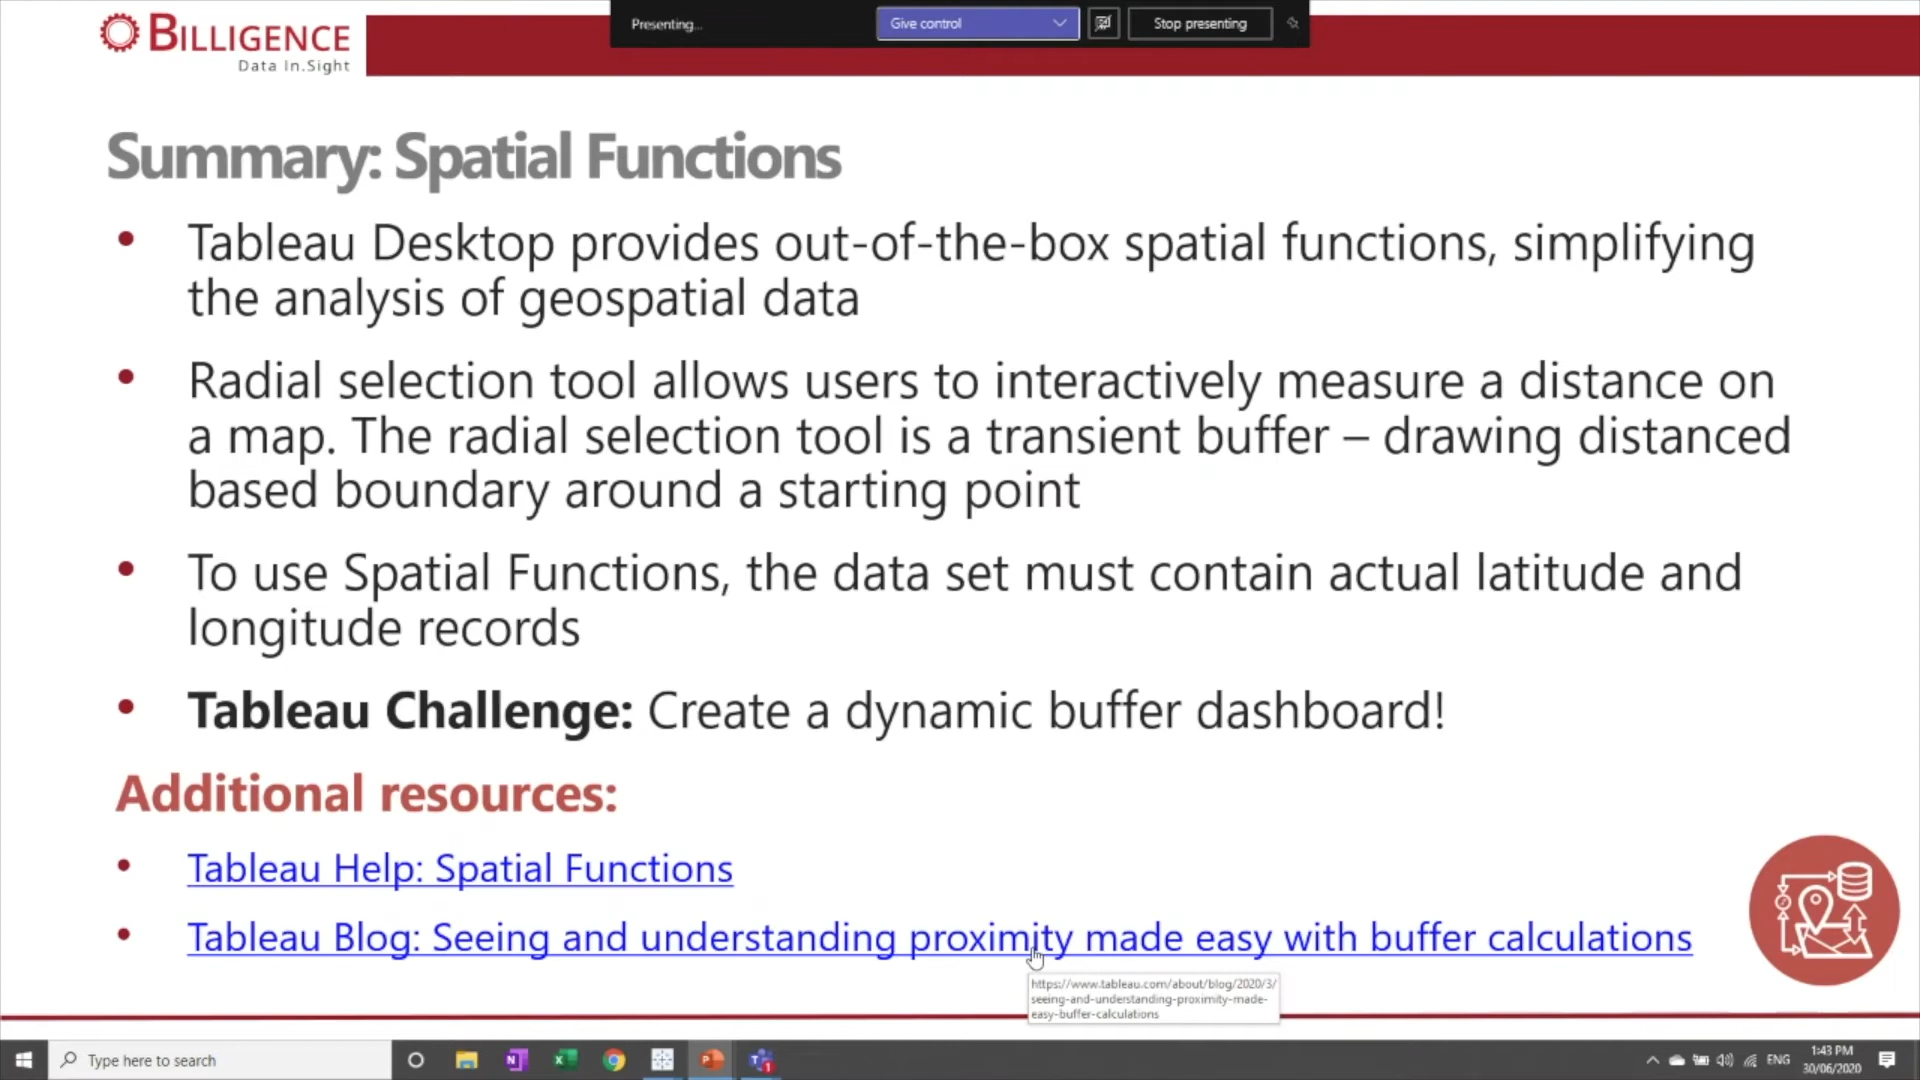 Presenting...
Give control
Stop presenting
BILLIGENCE
Data In.Sight
Summary: Spatial Functions
• Tableau Desktop provides out-of-the-box spatial functions, simplifying
the analysis of geospatial data
• Radial selection tool allows users to interactively measure a distance on
a map. The radial selection tool is a transient buffer – drawing distanced
based boundary around a starting point
• To use Spatial Functions, the data set must contain actual latitude and
longitude records
• Tableau Challenge: Create a dynamic buffer dashboard!
Additional resources:
• Tableau Help: Spatial Functions
• Tableau Blog: Seeing and understanding proximity made easy with buffer calculations
https://www.tableau.com/about/blog/2020/3/
seeing-and-understanding-proximity-made-
easy-buffer-calculations
Type here to search
ENG
1:43 PM
30/06/2020